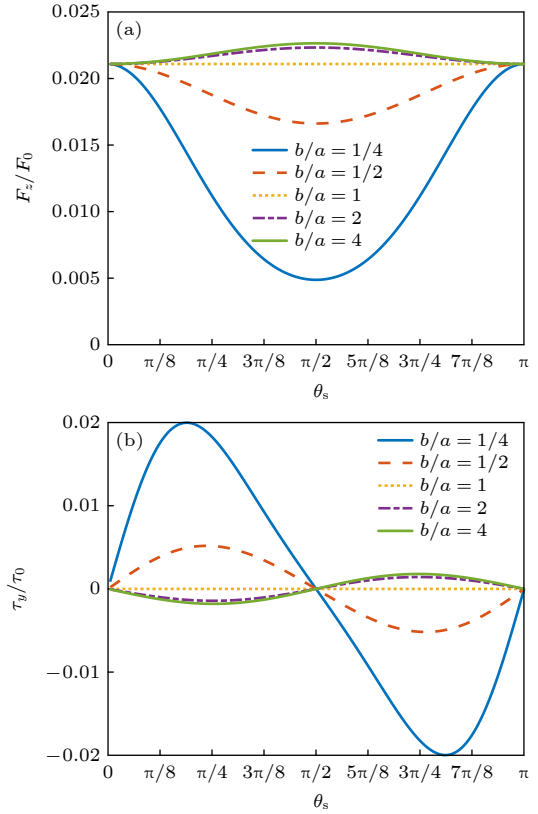 (a)
0.025
0.020
0.015
0.010
0.005
0
F_z/F_0
b/a = 1/4
b/a = 1/2
b/a = 1
b/a = 2
b/a = 4
0 π/8 π/4 3π/8 π/2 5π/8 3π/4 7π/8 π
θ_s
(b)
0.02
0.01
0
−0.01
−0.02
τ_y/τ_0
b/a = 1/4
b/a = 1/2
b/a = 1
b/a = 2
b/a = 4
0 π/8 π/4 3π/8 π/2 5π/8 3π/4 7π/8 π
θ_s